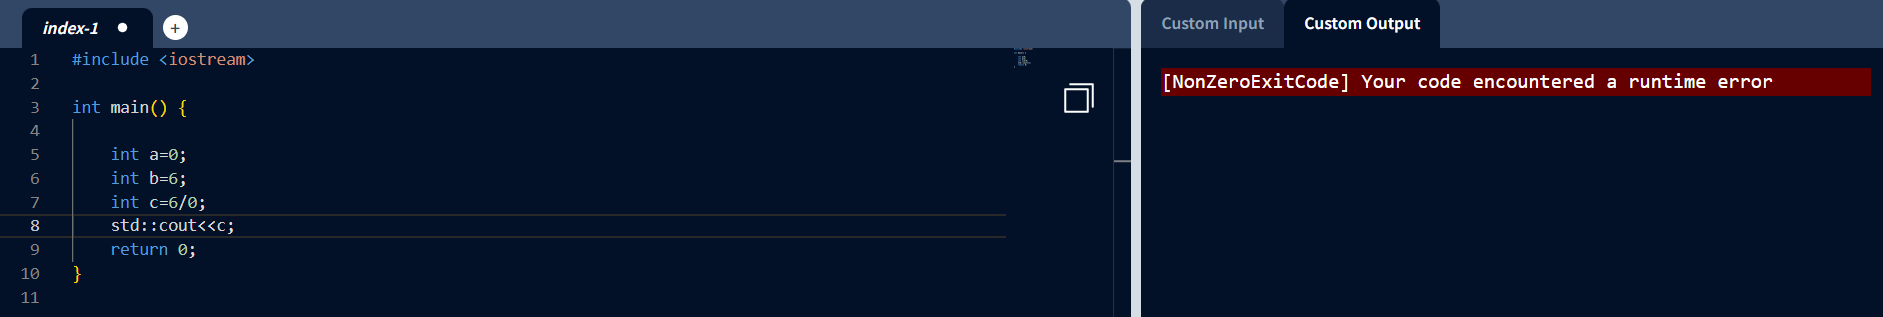 index-1
+
Custom Input
Custom Output
1 #include <iostream>
2
3 int main() {
4
5     int a=0;
6     int b=6;
7     int c=6/0;
8     std::cout<<c;
9     return 0;
10 }
11
[NonZeroExitCode] Your code encountered a runtime error